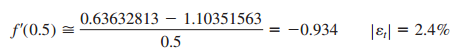 f′(0.5) ≅ (0.63632813 − 1.10351563) / 0.5 = −0.934 |εₜ| = 2.4%